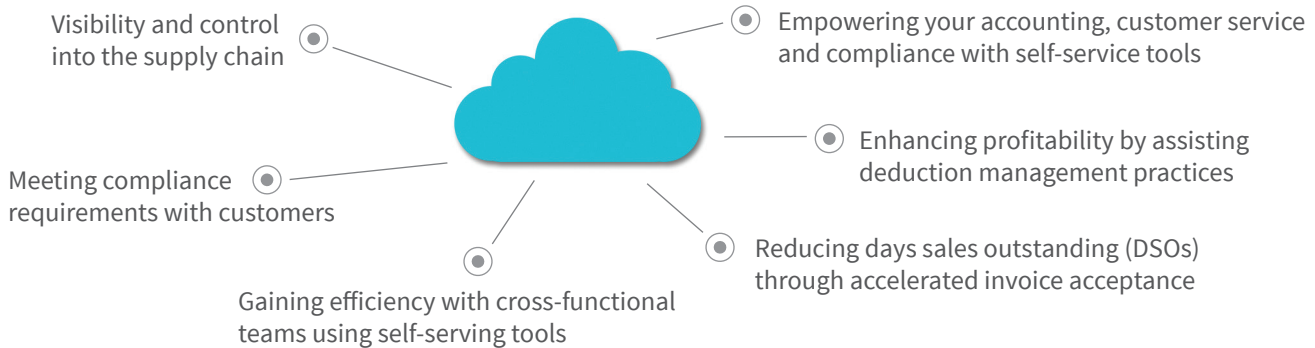 Visibility and control
into the supply chain
Empowering your accounting, customer service
and compliance with self-service tools
Enhancing profitability by assisting
deduction management practices
Meeting compliance
requirements with customers
Reducing days sales outstanding (DSOs)
through accelerated invoice acceptance
Gaining efficiency with cross-functional
teams using self-serving tools